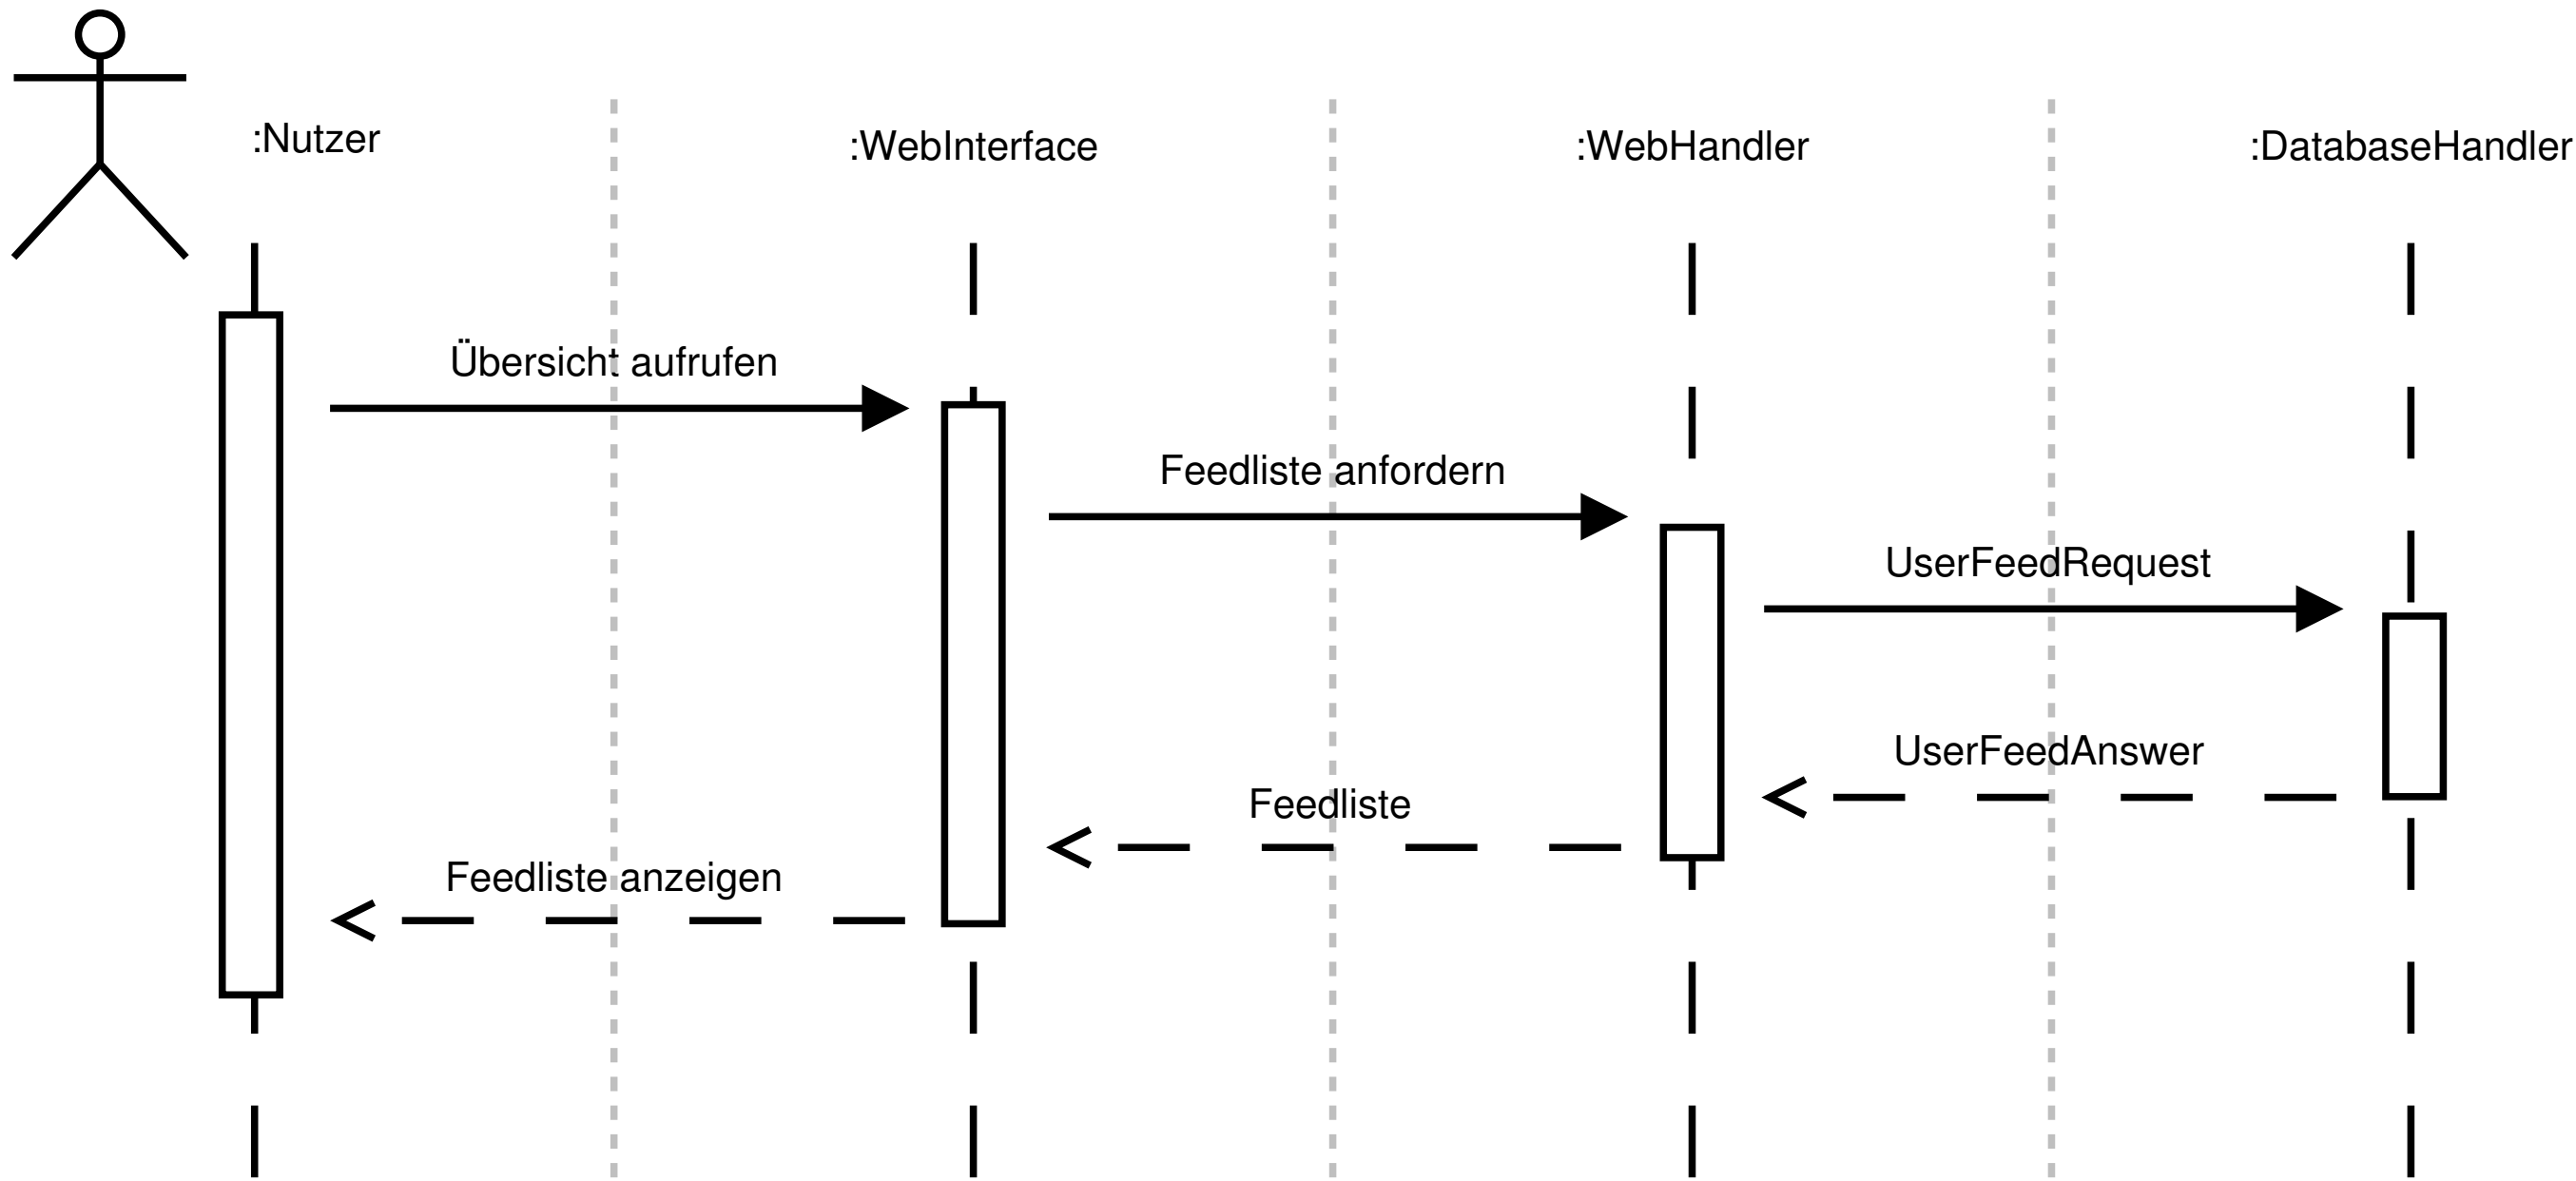 :Nutzer
:WebInterface
:WebHandler
:DatabaseHandler
Übersicht aufrufen
Feedliste anfordern
UserFeedRequest
UserFeedAnswer
Feedliste
Feedliste anzeigen